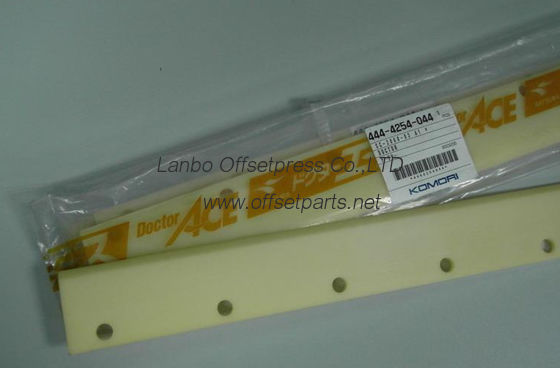 444-4254-044
DOCTOR
KOMORI
Lanbo Offsetpress Co.,LTD
www.offsetparts.net
Doctor ACE
ACE